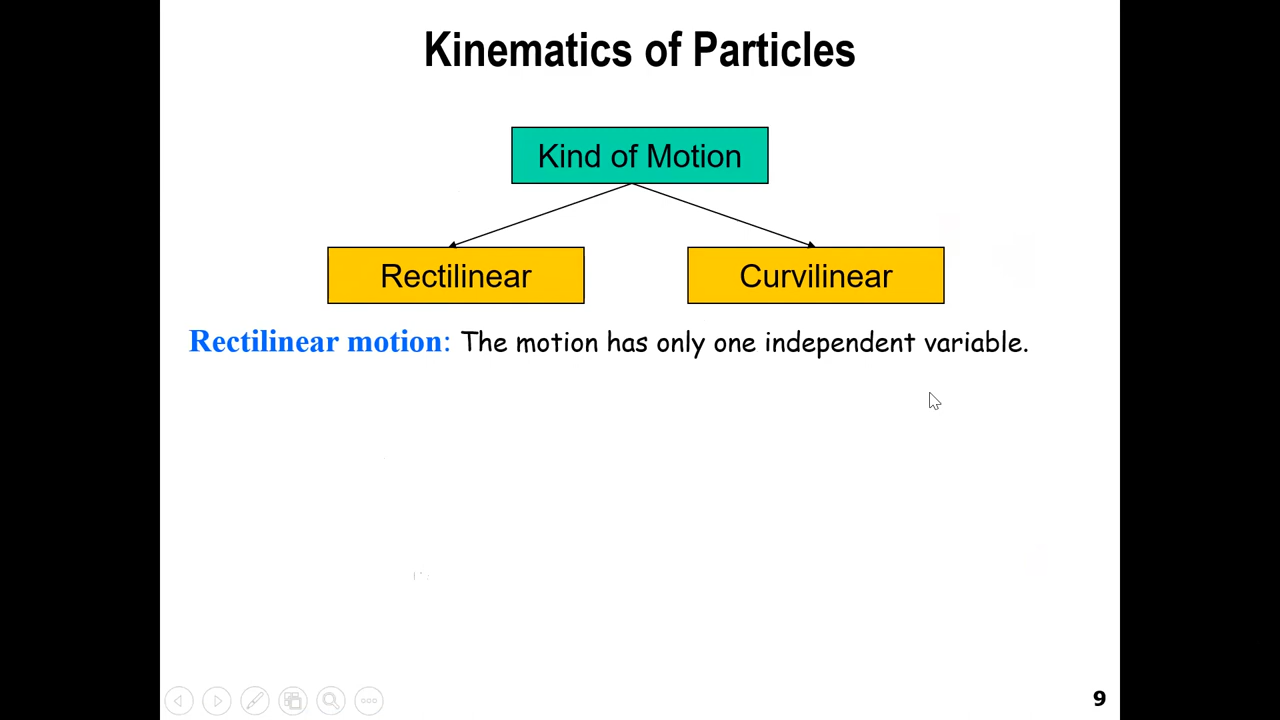 Kinematics of Particles
Kind of Motion
Rectilinear
Curvilinear
Rectilinear motion: The motion has only one independent variable.
9